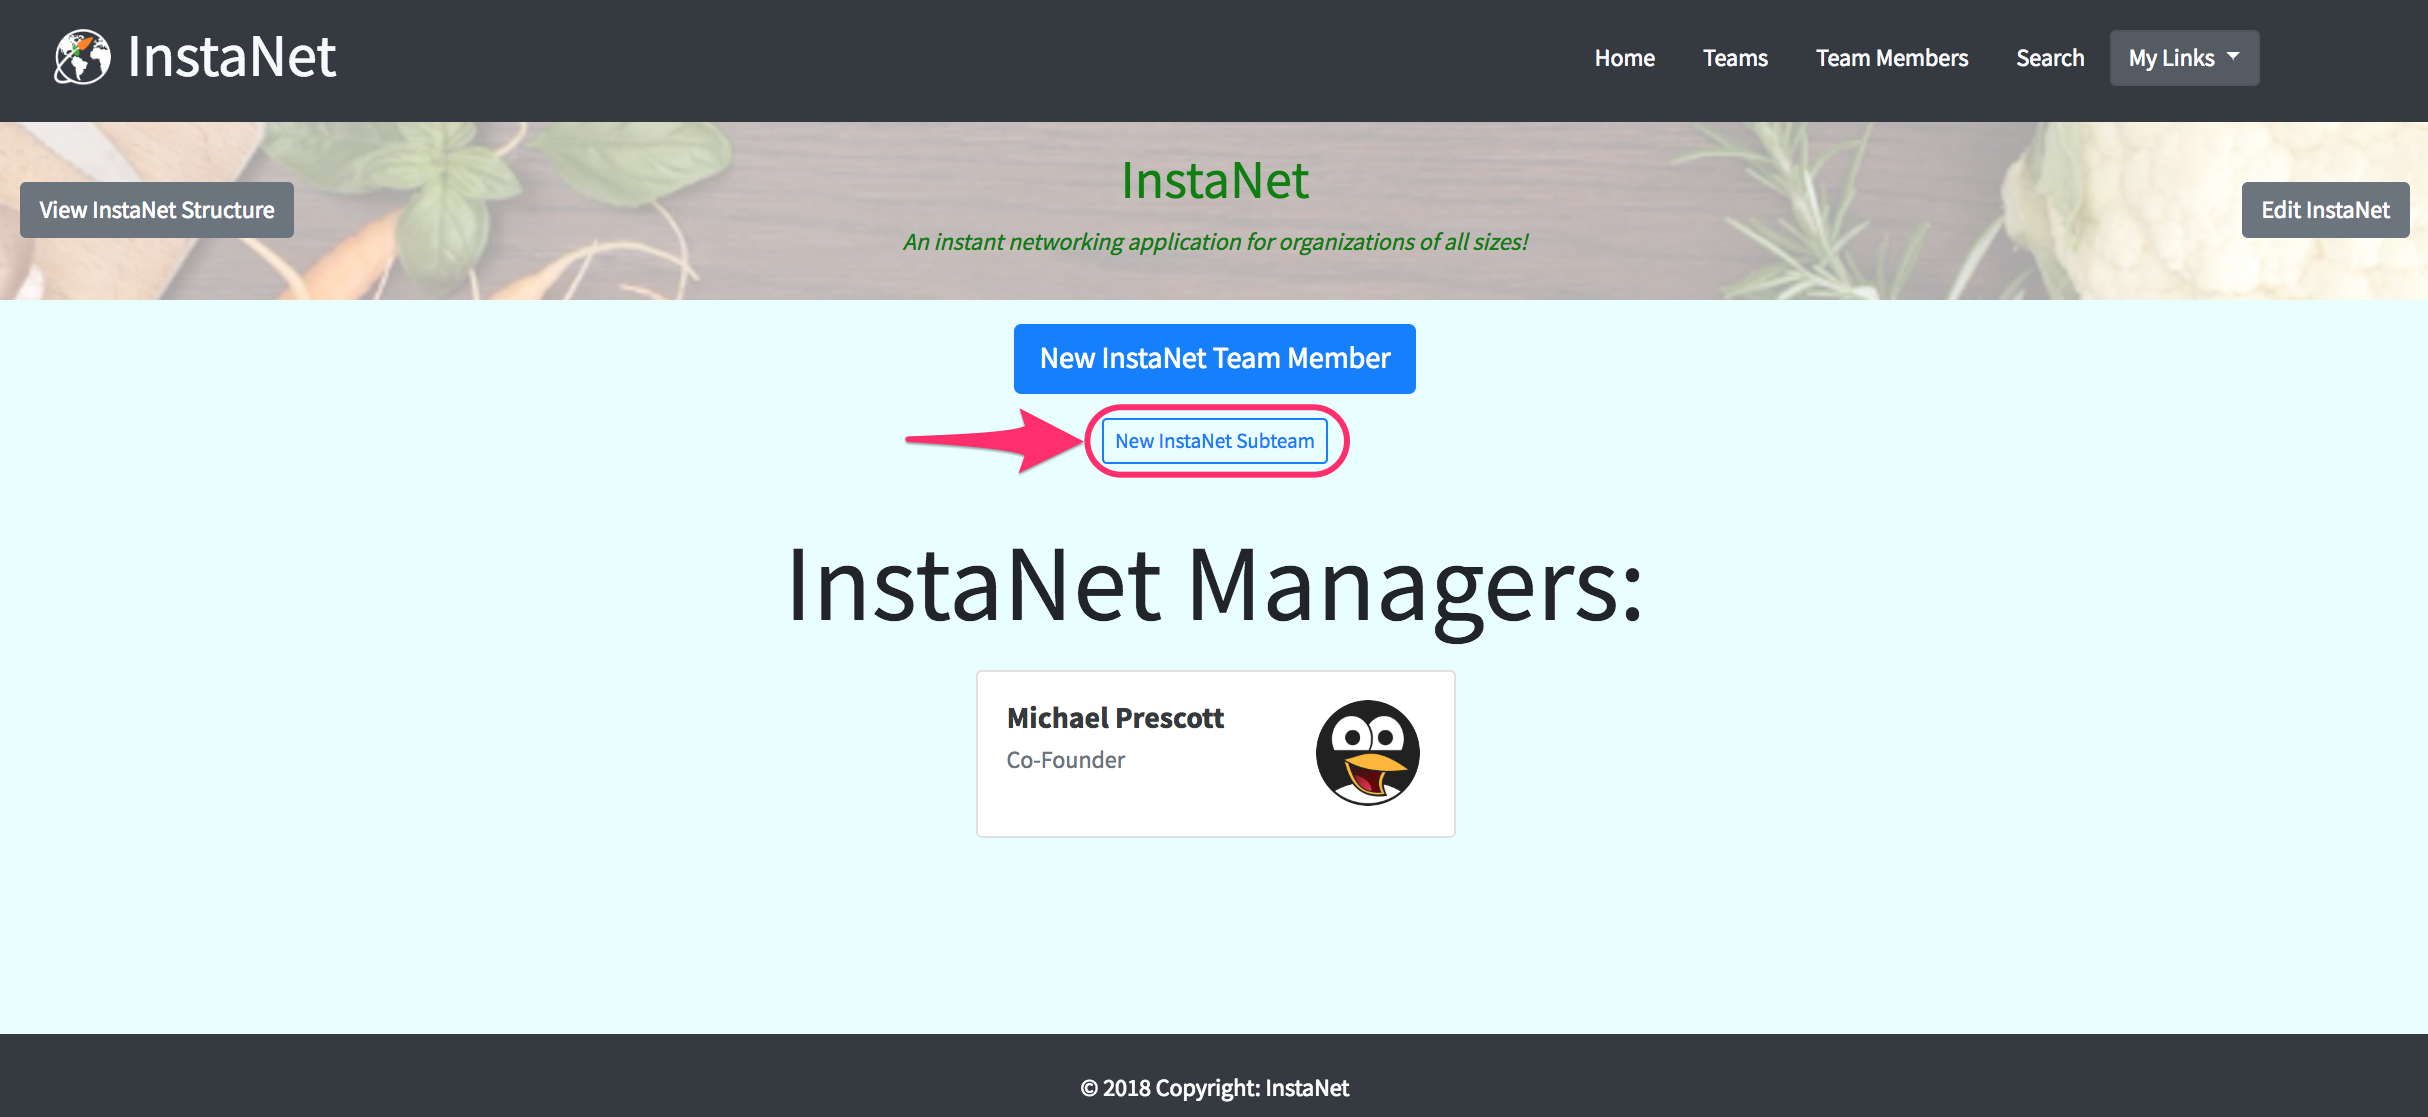 InstaNet
Home Teams Team Members Search My Links
InstaNet
An instant networking application for organizations of all sizes!
View InstaNet Structure
Edit InstaNet
New InstaNet Team Member
New InstaNet Subteam
InstaNet Managers:
Michael Prescott
Co-Founder
© 2018 Copyright: InstaNet